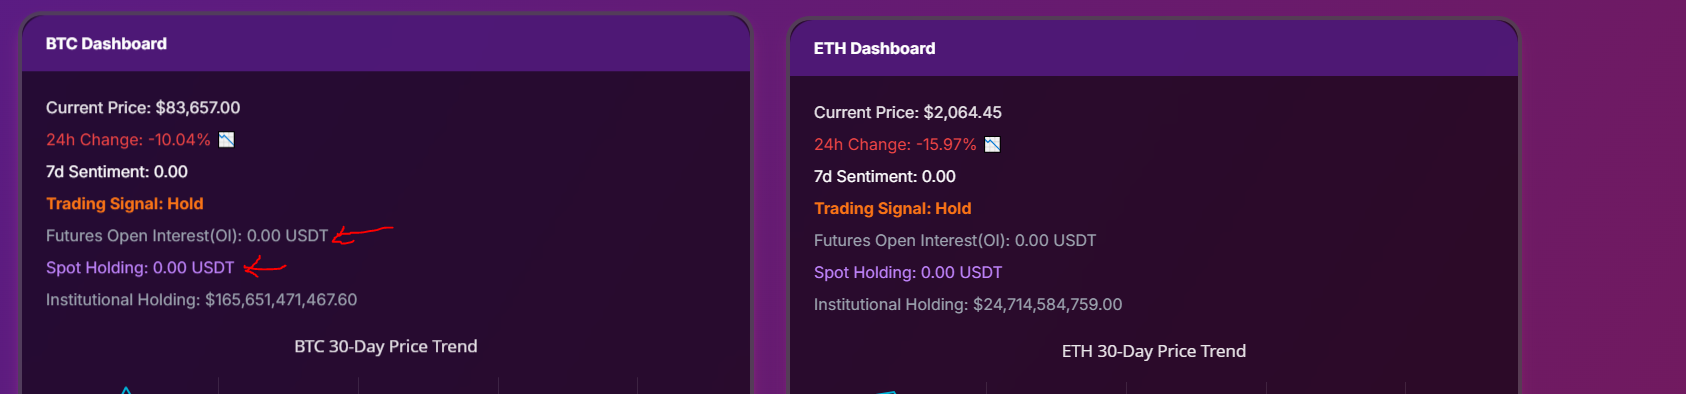 BTC Dashboard
Current Price: $83,657.00
24h Change: -10.04%
7d Sentiment: 0.00
Trading Signal: Hold
Futures Open Interest(OI): 0.00 USDT
Spot Holding: 0.00 USDT
Institutional Holding: $165,651,471,467.60
BTC 30-Day Price Trend
ETH Dashboard
Current Price: $2,064.45
24h Change: -15.97%
7d Sentiment: 0.00
Trading Signal: Hold
Futures Open Interest(OI): 0.00 USDT
Spot Holding: 0.00 USDT
Institutional Holding: $24,714,584,759.00
ETH 30-Day Price Trend